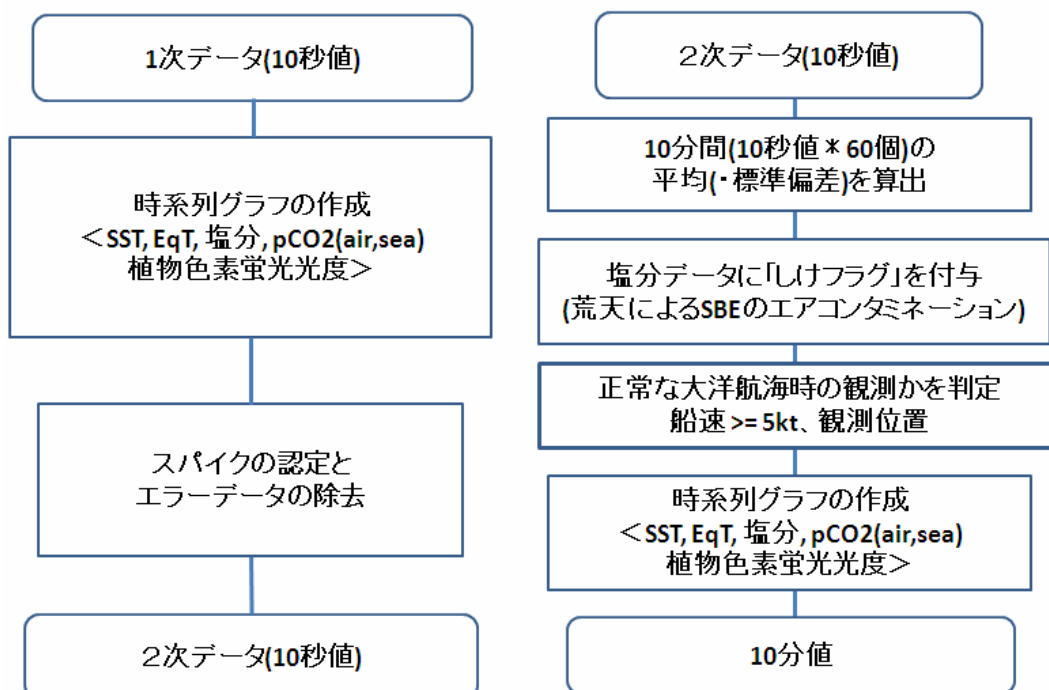 1次データ(10秒値)
時系列グラフの作成
＜SST, EqT, 塩分, pCO2(air,sea)
植物色素蛍光光度＞
スパイクの認定と
エラーデータの除去
２次データ(10秒値)
２次データ(10秒値)
10分間(10秒値＊60個)の
平均(・標準偏差)を算出
塩分データに「しけフラグ」を付与
(荒天によるSBEのエアコンタミネーション)
正常な大洋航海時の観測かを判定
船速 >= 5kt、観測位置
時系列グラフの作成
＜SST, EqT, 塩分, pCO2(air,sea)
植物色素蛍光光度＞
10分値